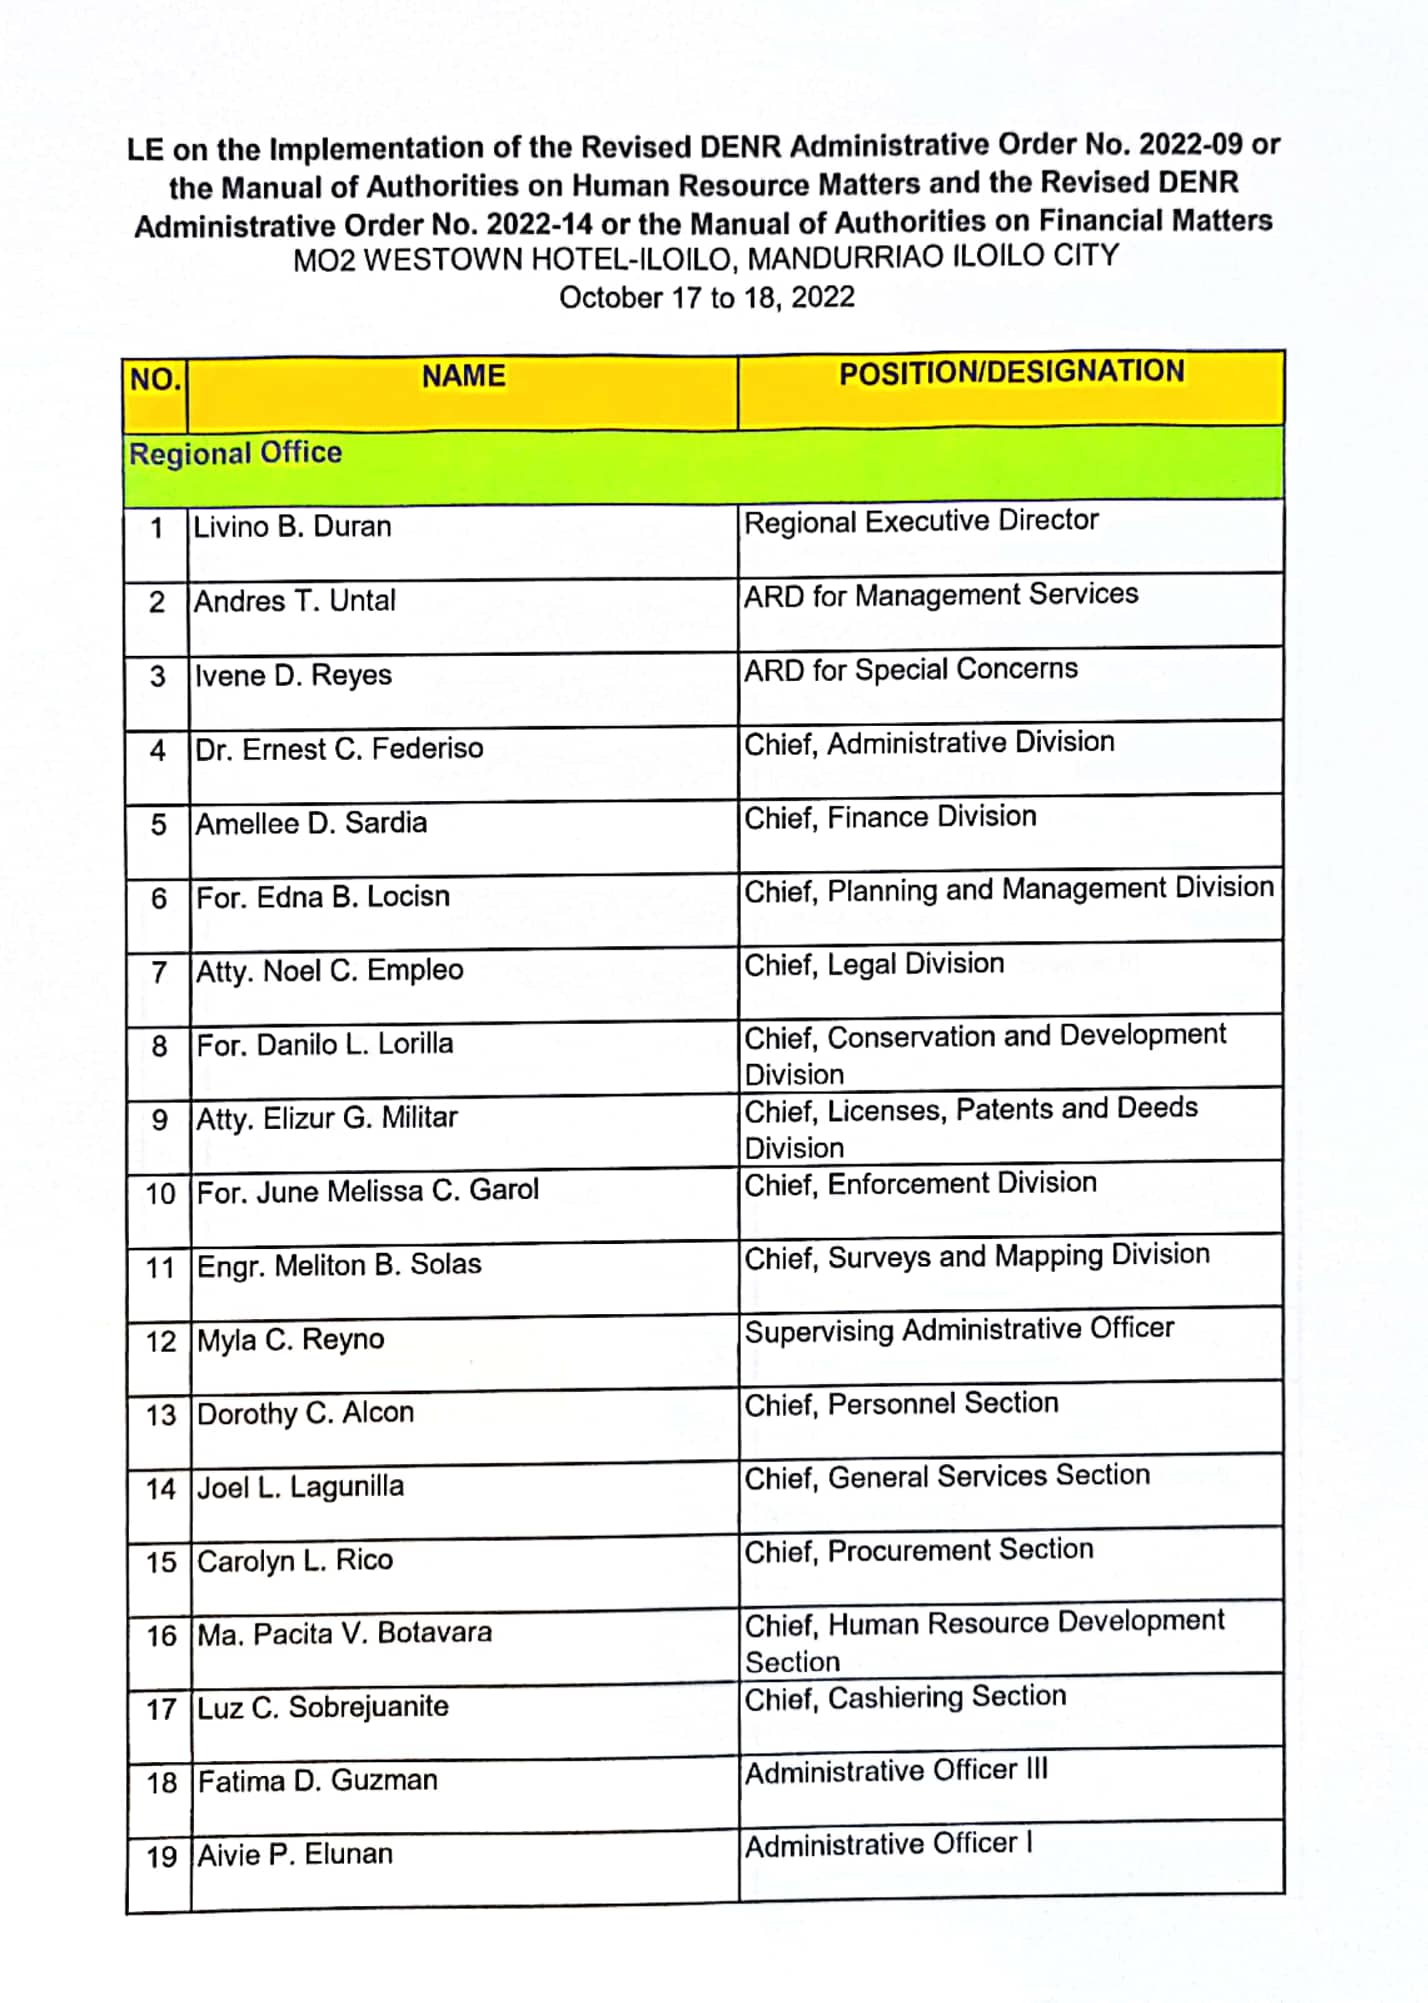 LE on the Implementation of the Revised DENR Administrative Order No. 2022-09 or
the Manual of Authorities on Human Resource Matters and the Revised DENR
Administrative Order No. 2022-14 or the Manual of Authorities on Financial Matters
MO2 WESTOWN HOTEL-ILOILO, MANDURRIAO ILOILO CITY
October 17 to 18, 2022
NO. NAME POSITION/DESIGNATION
Regional Office
1 Livino B. Duran Regional Executive Director
2 Andres T. Untal ARD for Management Services
3 Ivene D. Reyes ARD for Special Concerns
4 Dr. Ernest C. Federiso Chief, Administrative Division
5 Amellee D. Sardia Chief, Finance Division
6 For. Edna B. Locisn Chief, Planning and Management Division
7 Atty. Noel C. Empleo Chief, Legal Division
8 For. Danilo L. Lorilla Chief, Conservation and Development
Division
9 Atty. Elizur G. Militar Chief, Licenses, Patents and Deeds
Division
10 For. June Melissa C. Garol Chief, Enforcement Division
11 Engr. Meliton B. Solas Chief, Surveys and Mapping Division
12 Myla C. Reyno Supervising Administrative Officer
13 Dorothy C. Alcon Chief, Personnel Section
14 Joel L. Lagunilla Chief, General Services Section
15 Carolyn L. Rico Chief, Procurement Section
16 Ma. Pacita V. Botavara Chief, Human Resource Development
Section
17 Luz C. Sobrejuanite Chief, Cashiering Section
18 Fatima D. Guzman Administrative Officer III
19 Aivie P. Elunan Administrative Officer I